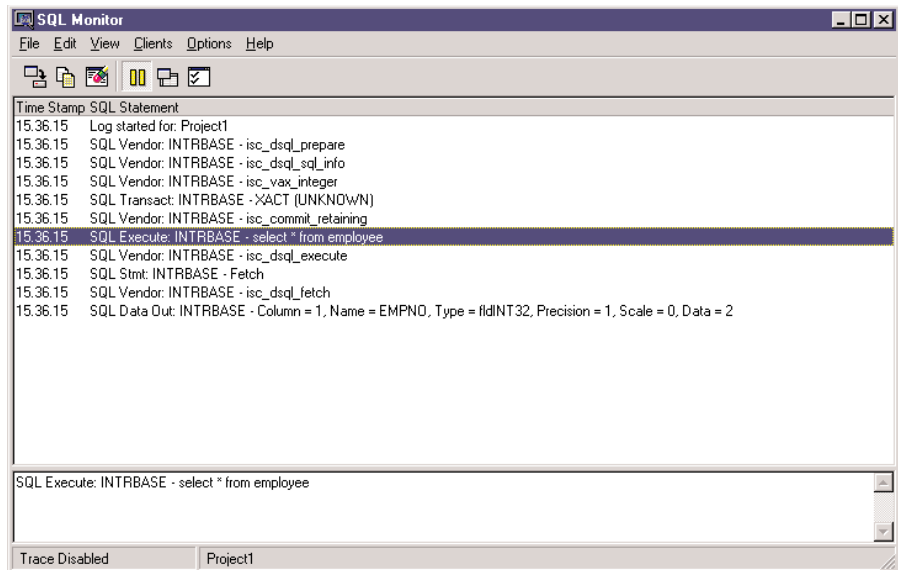 SQL Monitor
File Edit View Clients Options Help
Time Stamp SQL Statement
15.36.15 Log started for: Project1
15.36.15 SQL Vendor: INTRBASE - isc_dsql_prepare
15.36.15 SQL Vendor: INTRBASE - isc_dsql_sql_info
15.36.15 SQL Vendor: INTRBASE - isc_vax_integer
15.36.15 SQL Transact: INTRBASE - XACT (UNKNOWN)
15.36.15 SQL Vendor: INTRBASE - isc_commit_retaining
15.36.15 SQL Execute: INTRBASE - select * from employee
15.36.15 SQL Vendor: INTRBASE - isc_dsql_execute
15.36.15 SQL Stmt: INTRBASE - Fetch
15.36.15 SQL Vendor: INTRBASE - isc_dsql_fetch
15.36.15 SQL Data Out: INTRBASE - Column = 1, Name = EMPNO, Type = fldINT32, Precision = 1, Scale = 0, Data = 2
SQL Execute: INTRBASE - select * from employee
Trace Disabled Project1